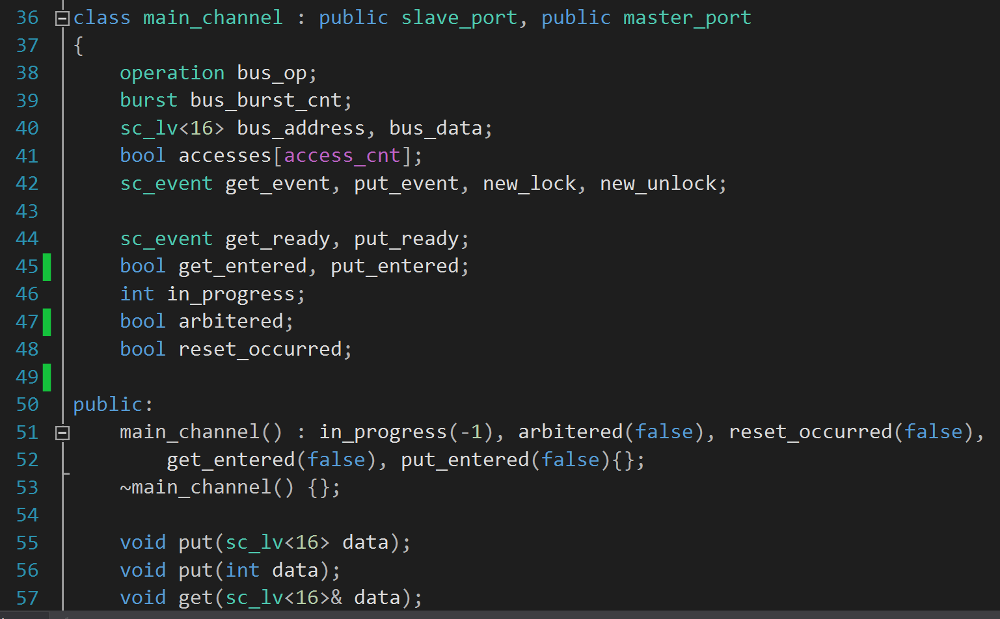 36 class main_channel : public slave_port, public master_port
37 {
38     operation bus_op;
39     burst bus_burst_cnt;
40     sc_lv<16> bus_address, bus_data;
41     bool accesses[access_cnt];
42     sc_event get_event, put_event, new_lock, new_unlock;
43
44     sc_event get_ready, put_ready;
45     bool get_entered, put_entered;
46     int in_progress;
47     bool arbitered;
48     bool reset_occurred;
49
50 public:
51     main_channel() : in_progress(-1), arbitered(false), reset_occurred(false),
52         get_entered(false), put_entered(false){};
53     ~main_channel() {};
54
55     void put(sc_lv<16> data);
56     void put(int data);
57     void get(sc_lv<16>& data);